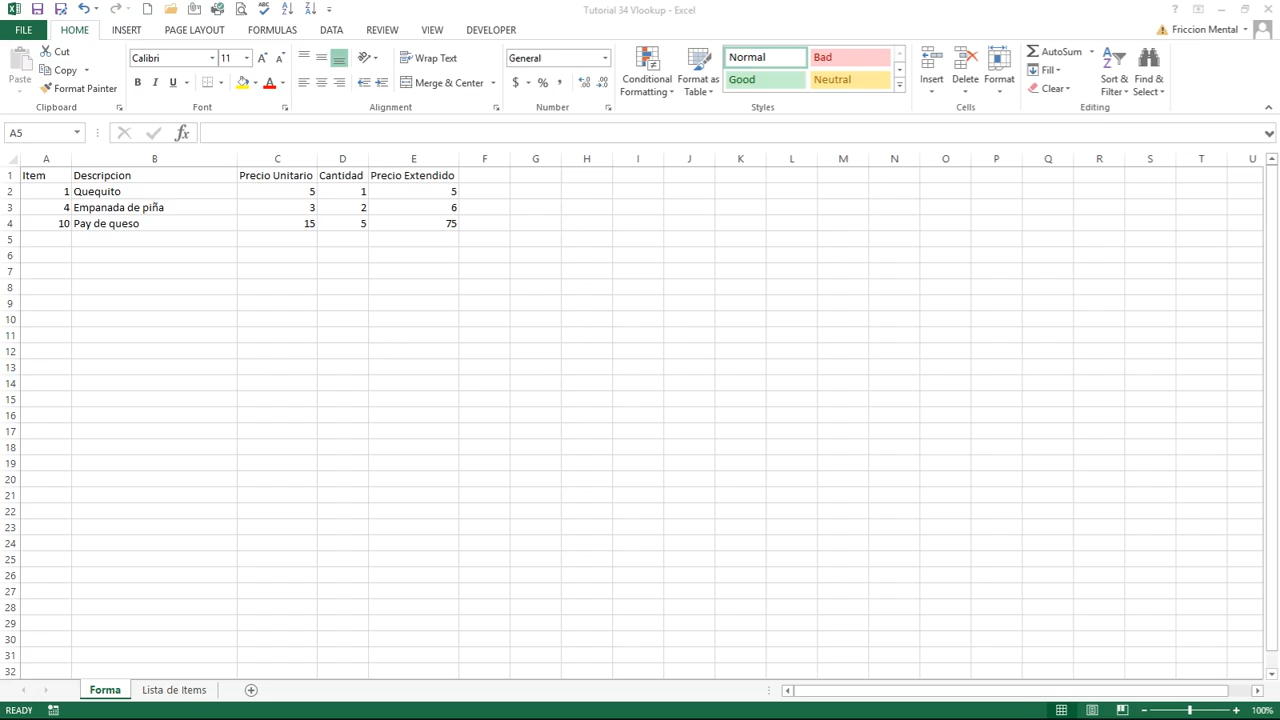 Tutorial 34 Vlookup - Excel
FILE HOME INSERT PAGE LAYOUT FORMULAS DATA REVIEW VIEW DEVELOPER Friccion Mental
Paste
Cut
Copy
Format Painter
Clipboard
Calibri 11
B I U
Font
Wrap Text
Merge & Center
Alignment
General
$ % ,
Number
Conditional Formatting
Format as Table
Normal Bad
Good Neutral
Styles
Insert Delete Format
Cells
AutoSum
Fill
Clear
Sort & Filter
Find & Select
Editing
A5 fx
A B C D E F G H I J K L M N O P Q R S T U
1 Item Descripcion Precio Unitario Cantidad Precio Extendido
2 1 Quequito 5 1 5
3 4 Empanada de piña 3 2 6
4 10 Pay de queso 15 5 75
5
6
7
8
9
10
11
12
13
14
15
16
17
18
19
20
21
22
23
24
25
26
27
28
29
30
31
32
Forma Lista de Items
READY 100%